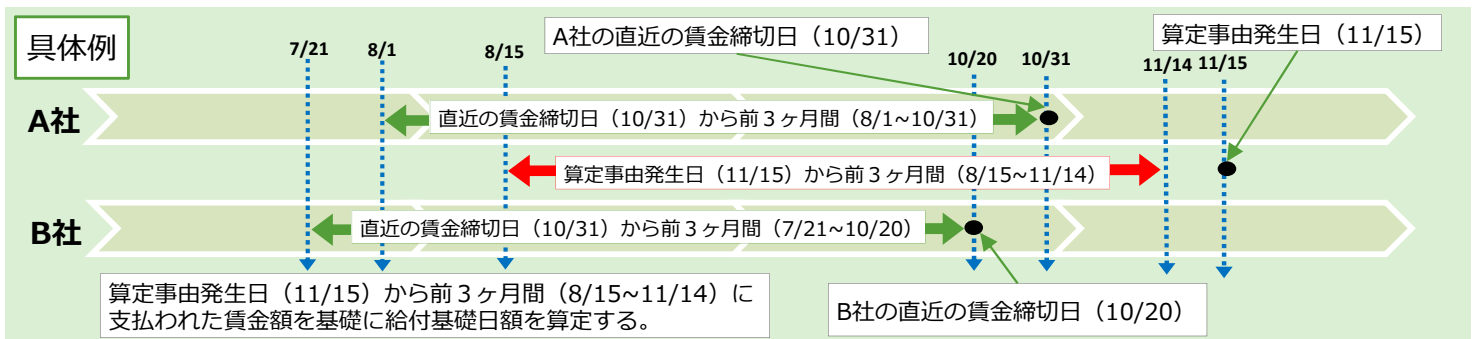 具体例
A社の直近の賃金締切日（10/31）
算定事由発生日（11/15）
7/21
8/1
8/15
10/20
10/31
11/14
11/15
A社
直近の賃金締切日（10/31）から前３ヶ月間（8/1~10/31）
算定事由発生日（11/15）から前３ヶ月間（8/15~11/14）
B社
直近の賃金締切日（10/31）から前３ヶ月間（7/21~10/20）
算定事由発生日（11/15）から前３ヶ月間（8/15~11/14）に
支払われた賃金額を基礎に給付基礎日額を算定する。
B社の直近の賃金締切日（10/20）